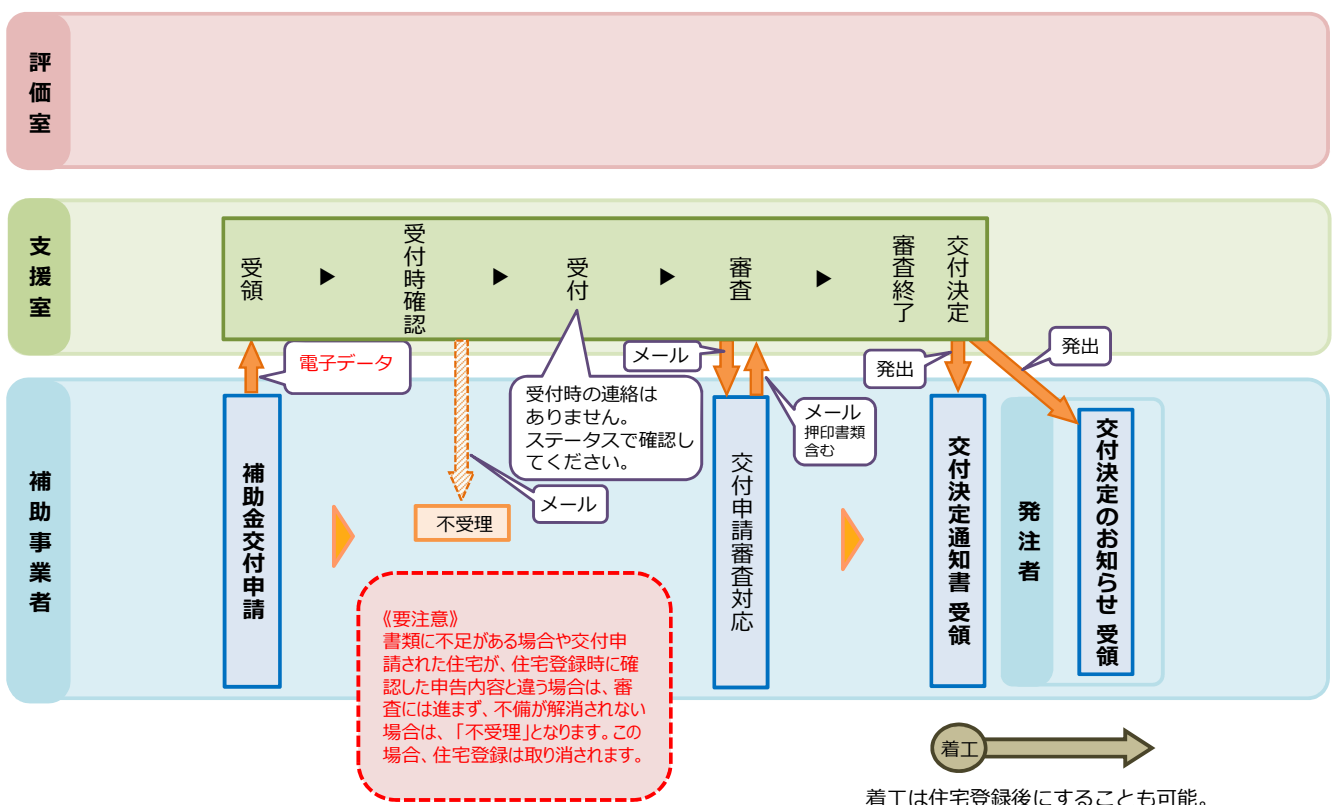 評価室
支援室
受領
▶
受付時確認
▶
受付
▶
審査
▶
審査終了
交付決定
電子データ
受付時の連絡は
ありません。
ステータスで確認し
てください。
メール
メール
押印書類
含む
発出
発出
補助事業者
補助金交付申請
メール
不受理
交付申請審査対応
交付決定通知書 受領
発注者
交付決定のお知らせ 受領
《要注意》
書類に不足がある場合や交付申
請された住宅が、住宅登録時に確
認した申告内容と違う場合は、審
査には進まず、不備が解消されない
場合は、「不受理」となります。この
場合、住宅登録は取り消されます。
着工
着工は住宅登録後にすることも可能。